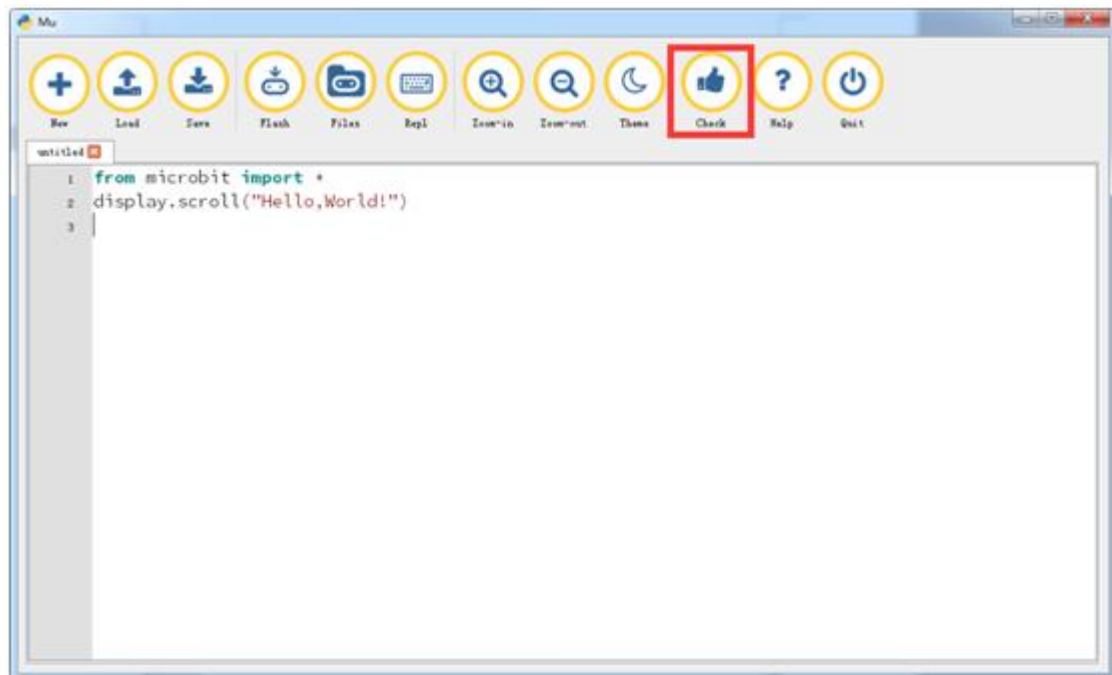 Mu
New Load Save Flash Files Repl Zoom-in Zoom-out Theme Check Help Quit
untitled
1 from microbit import *
2 display.scroll("Hello,World!")
3